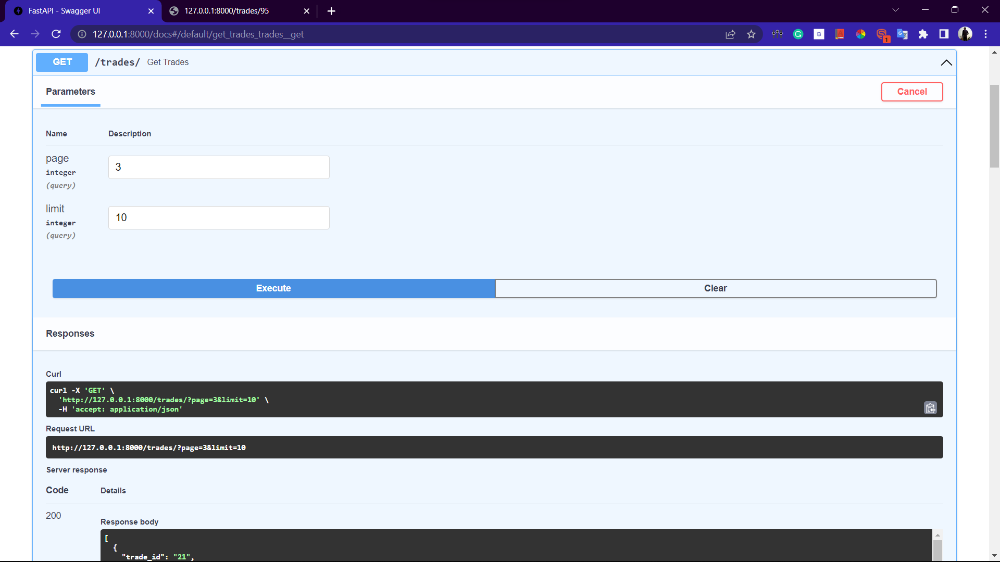 FastAPI - Swagger UI
127.0.0.1:8000/trades/95
127.0.0.1:8000/docs#/default/get_trades_trades__get
GET /trades/ Get Trades
Parameters
Cancel
Name Description
page
integer
(query)
3
limit
integer
(query)
10
Execute
Clear
Responses
Curl
curl -X 'GET' \
'http://127.0.0.1:8000/trades/?page=3&limit=10' \
-H 'accept: application/json'
Request URL
http://127.0.0.1:8000/trades/?page=3&limit=10
Server response
Code Details
200
Response body
[
{
"trade_id": "21",